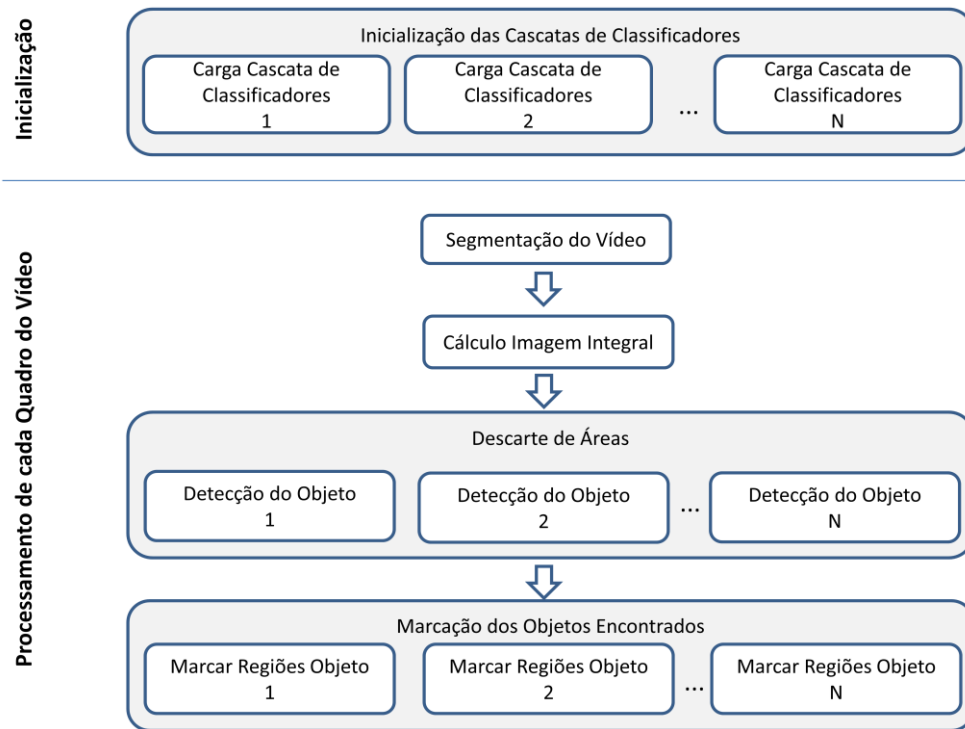 Inicialização
Inicialização das Cascatas de Classificadores
Carga Cascata de
Classificadores
1
Carga Cascata de
Classificadores
2
...
Carga Cascata de
Classificadores
N
Processamento de cada Quadro do Vídeo
Segmentação do Vídeo
Cálculo Imagem Integral
Descarte de Áreas
Detecção do Objeto
1
Detecção do Objeto
2
...
Detecção do Objeto
N
Marcação dos Objetos Encontrados
Marcar Regiões Objeto
1
Marcar Regiões Objeto
2
...
Marcar Regiões Objeto
N